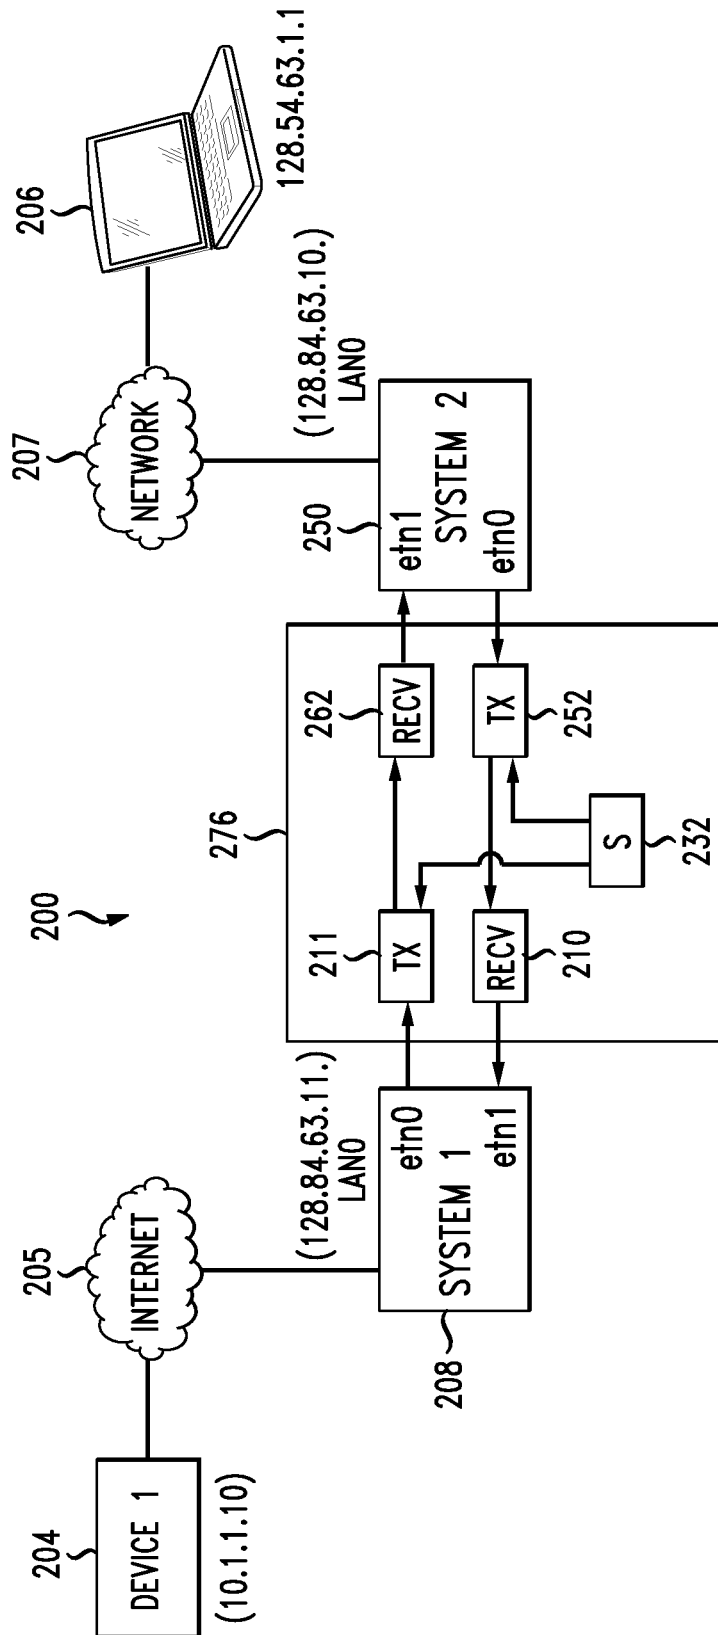 200
204
DEVICE 1
(10.1.1.10)
205
INTERNET
207
NETWORK
206
128.54.63.1.1
(128.84.63.11.)
LAN0
(128.84.63.10.)
LAN0
208
SYSTEM 1
etn0
etn1
276
211
TX
262
RECV
RECV
210
TX
252
S
232
250
etn1
SYSTEM 2
etn0